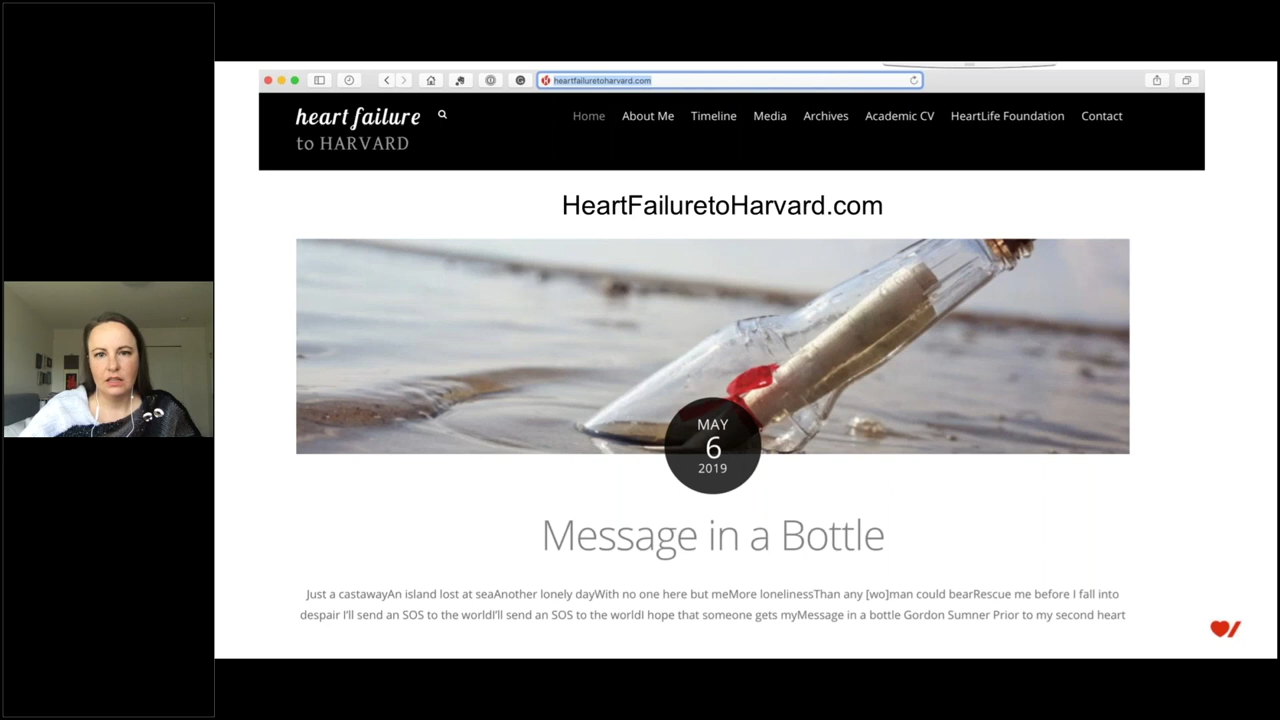 heartfailuretoharvard.com
heart failure
to HARVARD
Home About Me Timeline Media Archives Academic CV HeartLife Foundation Contact
HeartFailuretoHarvard.com
MAY
6
2019
Message in a Bottle
Just a castawayAn island lost at seaAnother lonely dayWith no one here but meMore lonelinessThan any [wo]man could bearRescue me before I fall into
despair I'll send an SOS to the worldI'll send an SOS to the worldI hope that someone gets myMessage in a bottle Gordon Sumner Prior to my second heart